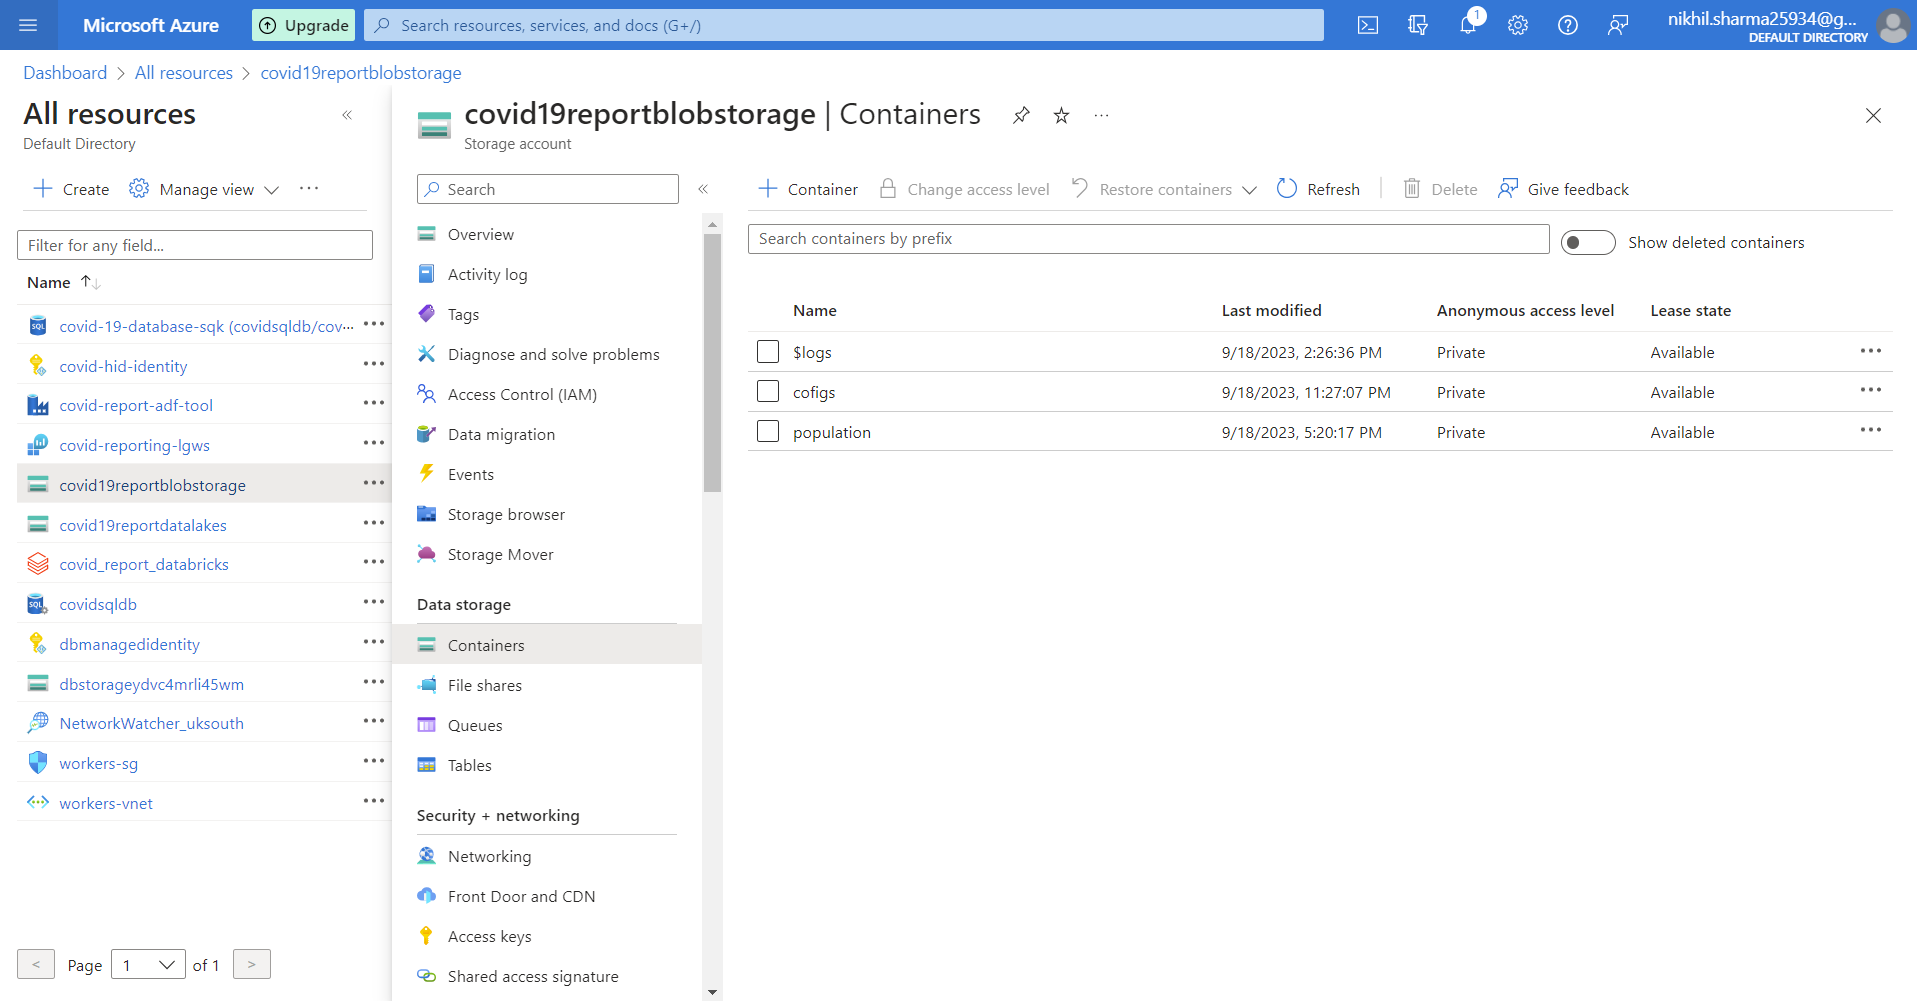 Microsoft Azure
Upgrade
Search resources, services, and docs (G+/)
1
nikhil.sharma25934@g...
DEFAULT DIRECTORY
Dashboard > All resources > covid19reportblobstorage
All resources
Default Directory
Create
Manage view
Filter for any field...
Name
covid-19-database-sqk (covidsqldb/cov...
covid-hid-identity
covid-report-adf-tool
covid-reporting-lgws
covid19reportblobstorage
covid19reportdatalakes
covid_report_databricks
covidsqldb
dbmanagedidentity
dbstorageydvc4mrli45wm
NetworkWatcher_uksouth
workers-sg
workers-vnet
< Page 1 of 1 >
covid19reportblobstorage | Containers
Storage account
Search
Overview
Activity log
Tags
Diagnose and solve problems
Access Control (IAM)
Data migration
Events
Storage browser
Storage Mover
Data storage
Containers
File shares
Queues
Tables
Security + networking
Networking
Front Door and CDN
Access keys
Shared access signature
Container
Change access level
Restore containers
Refresh
Delete
Give feedback
Search containers by prefix
Show deleted containers
Name Last modified Anonymous access level Lease state
$logs 9/18/2023, 2:26:36 PM Private Available
cofigs 9/18/2023, 11:27:07 PM Private Available
population 9/18/2023, 5:20:17 PM Private Available